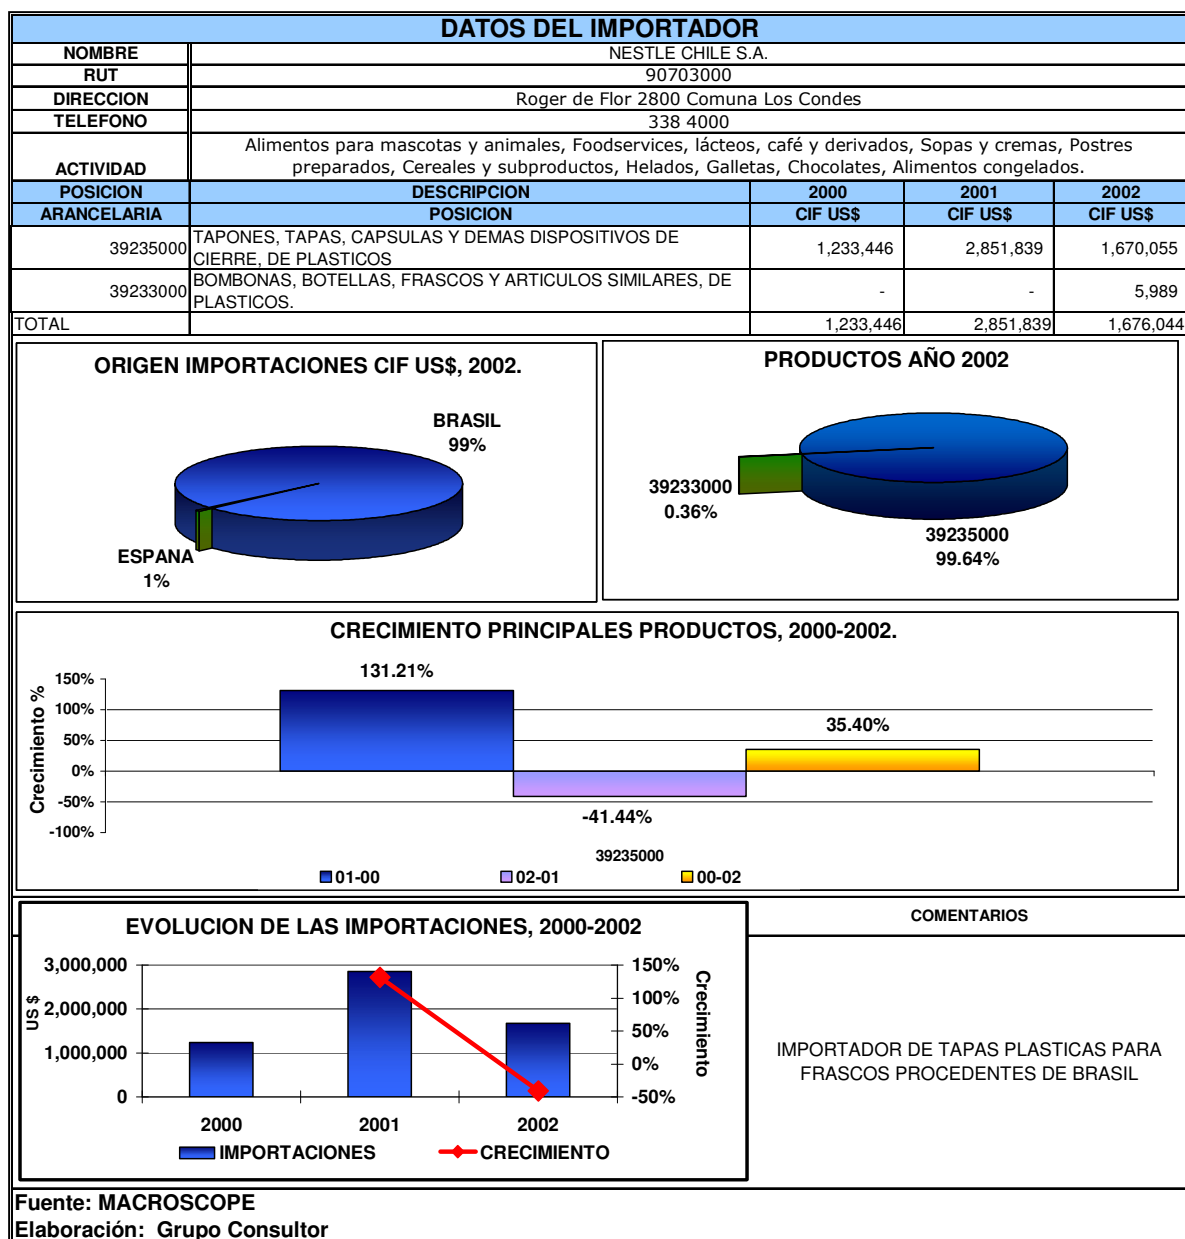 DATOS DEL IMPORTADOR
NOMBRE NESTLE CHILE S.A.
RUT 90703000
DIRECCION Roger de Flor 2800 Comuna Los Condes
TELEFONO 338 4000
ACTIVIDAD Alimentos para mascotas y animales, Foodservices, lácteos, café y derivados, Sopas y cremas, Postres
preparados, Cereales y subproductos, Helados, Galletas, Chocolates, Alimentos congelados.
POSICION DESCRIPCION 2000 2001 2002
ARANCELARIA POSICION CIF US$ CIF US$ CIF US$
39235000 TAPONES, TAPAS, CAPSULAS Y DEMAS DISPOSITIVOS DE
CIERRE, DE PLASTICOS 1,233,446 2,851,839 1,670,055
39233000 BOMBONAS, BOTELLAS, FRASCOS Y ARTICULOS SIMILARES, DE
PLASTICOS. - - 5,989
TOTAL 1,233,446 2,851,839 1,676,044
ORIGEN IMPORTACIONES CIF US$, 2002.
BRASIL
99%
ESPANA
1%
PRODUCTOS AÑO 2002
39233000
0.36%
39235000
99.64%
CRECIMIENTO PRINCIPALES PRODUCTOS, 2000-2002.
Crecimiento %
150%
100%
50%
0%
-50%
-100%
131.21%
-41.44%
35.40%
39235000
01-00 02-01 00-02
EVOLUCION DE LAS IMPORTACIONES, 2000-2002
US $
3,000,000
2,000,000
1,000,000
0
150%
100%
50%
0%
-50%
Crecimiento
2000 2001 2002
IMPORTACIONES CRECIMIENTO
COMENTARIOS
IMPORTADOR DE TAPAS PLASTICAS PARA
FRASCOS PROCEDENTES DE BRASIL
Fuente: MACROSCOPE
Elaboración: Grupo Consultor